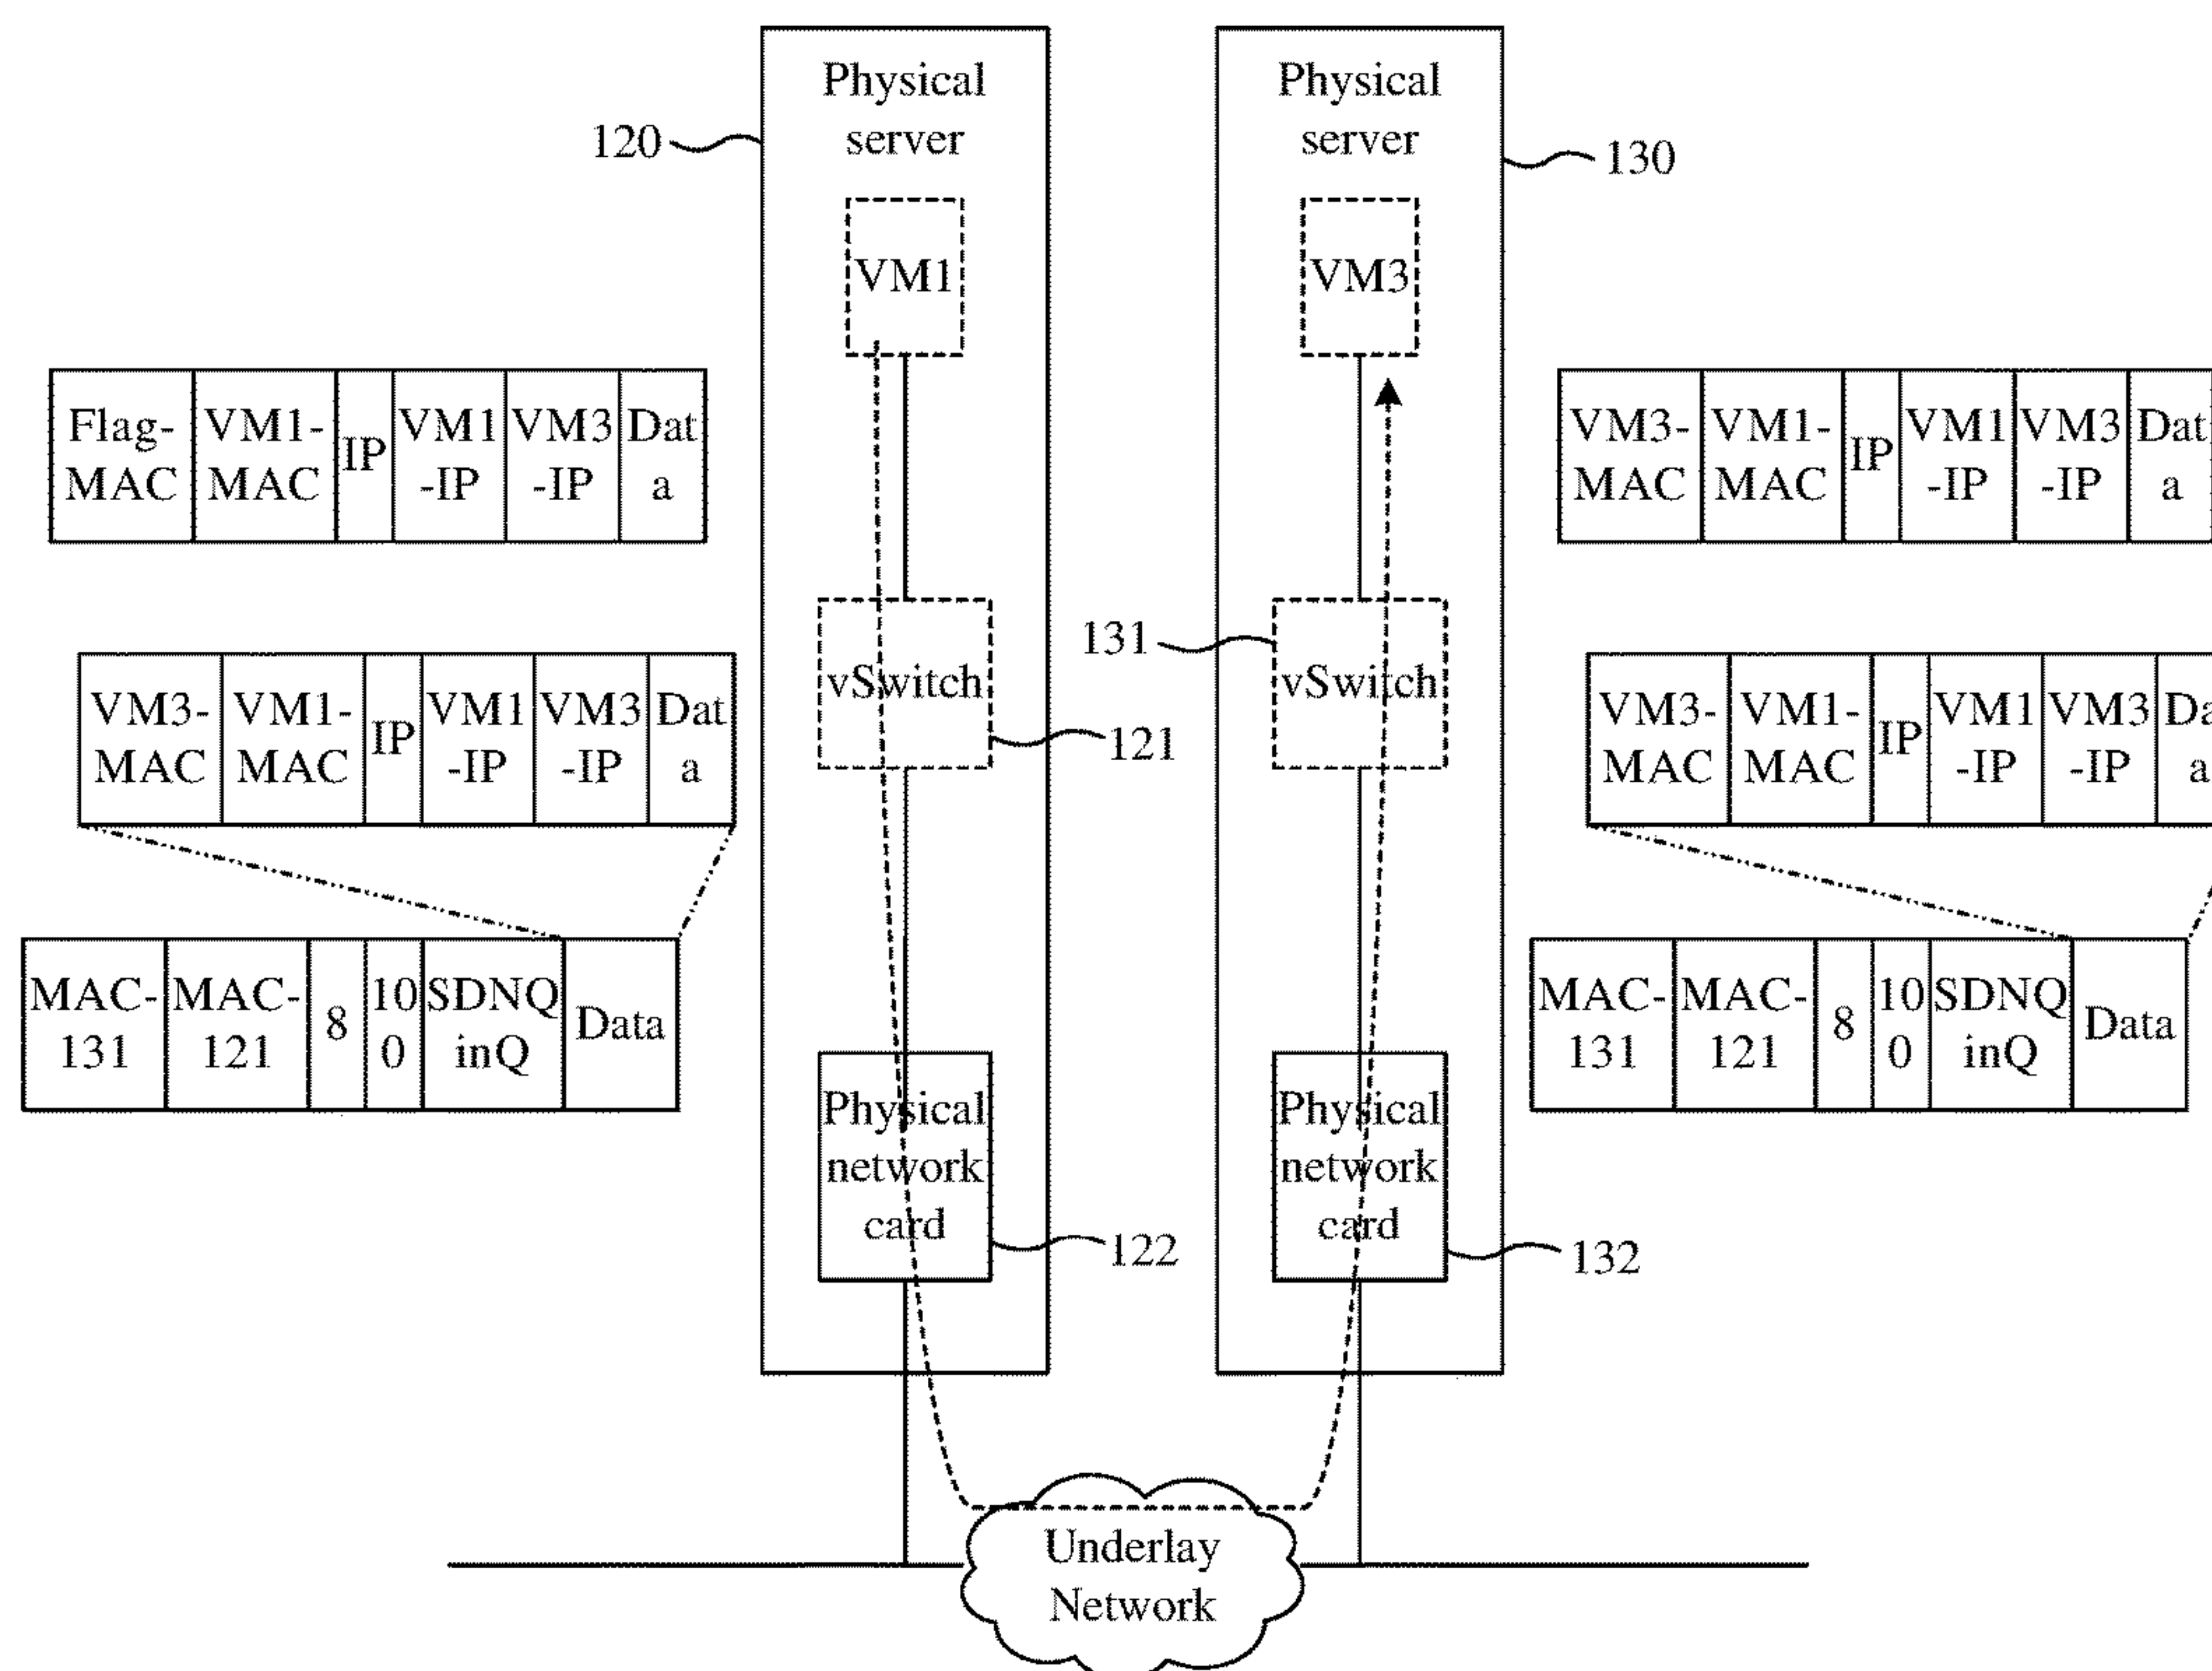 Physical
server
120
Physical
server
130
VM1
VM3
Flag-
MAC
VM1-
MAC
IP
VM1
-IP
VM3
-IP
Dat
a
VM3-
MAC
VM1-
MAC
IP
VM1
-IP
VM3
-IP
Dat
a
VM3-
MAC
VM1-
MAC
IP
VM1
-IP
VM3
-IP
Dat
a
vSwitch
121
131
vSwitch
VM3-
MAC
VM1-
MAC
IP
VM1
-IP
VM3
-IP
Da
a
MAC-
131
MAC-
121
8
10
0
SDNQ
inQ
Data
Physical
network
card
122
Physical
network
card
132
MAC-
131
MAC-
121
8
10
0
SDNQ
inQ
Data
Underlay
Network